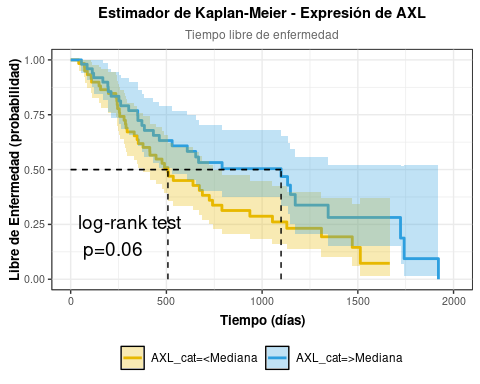 Estimador de Kaplan-Meier - Expresión de AXL
Tiempo libre de enfermedad
Libre de Enfermedad (probabilidad)
1.00
0.75
0.50
0.25
0.00
log-rank test
p=0.06
0
500
1000
1500
2000
Tiempo (días)
AXL_cat=<Mediana
AXL_cat=>Mediana